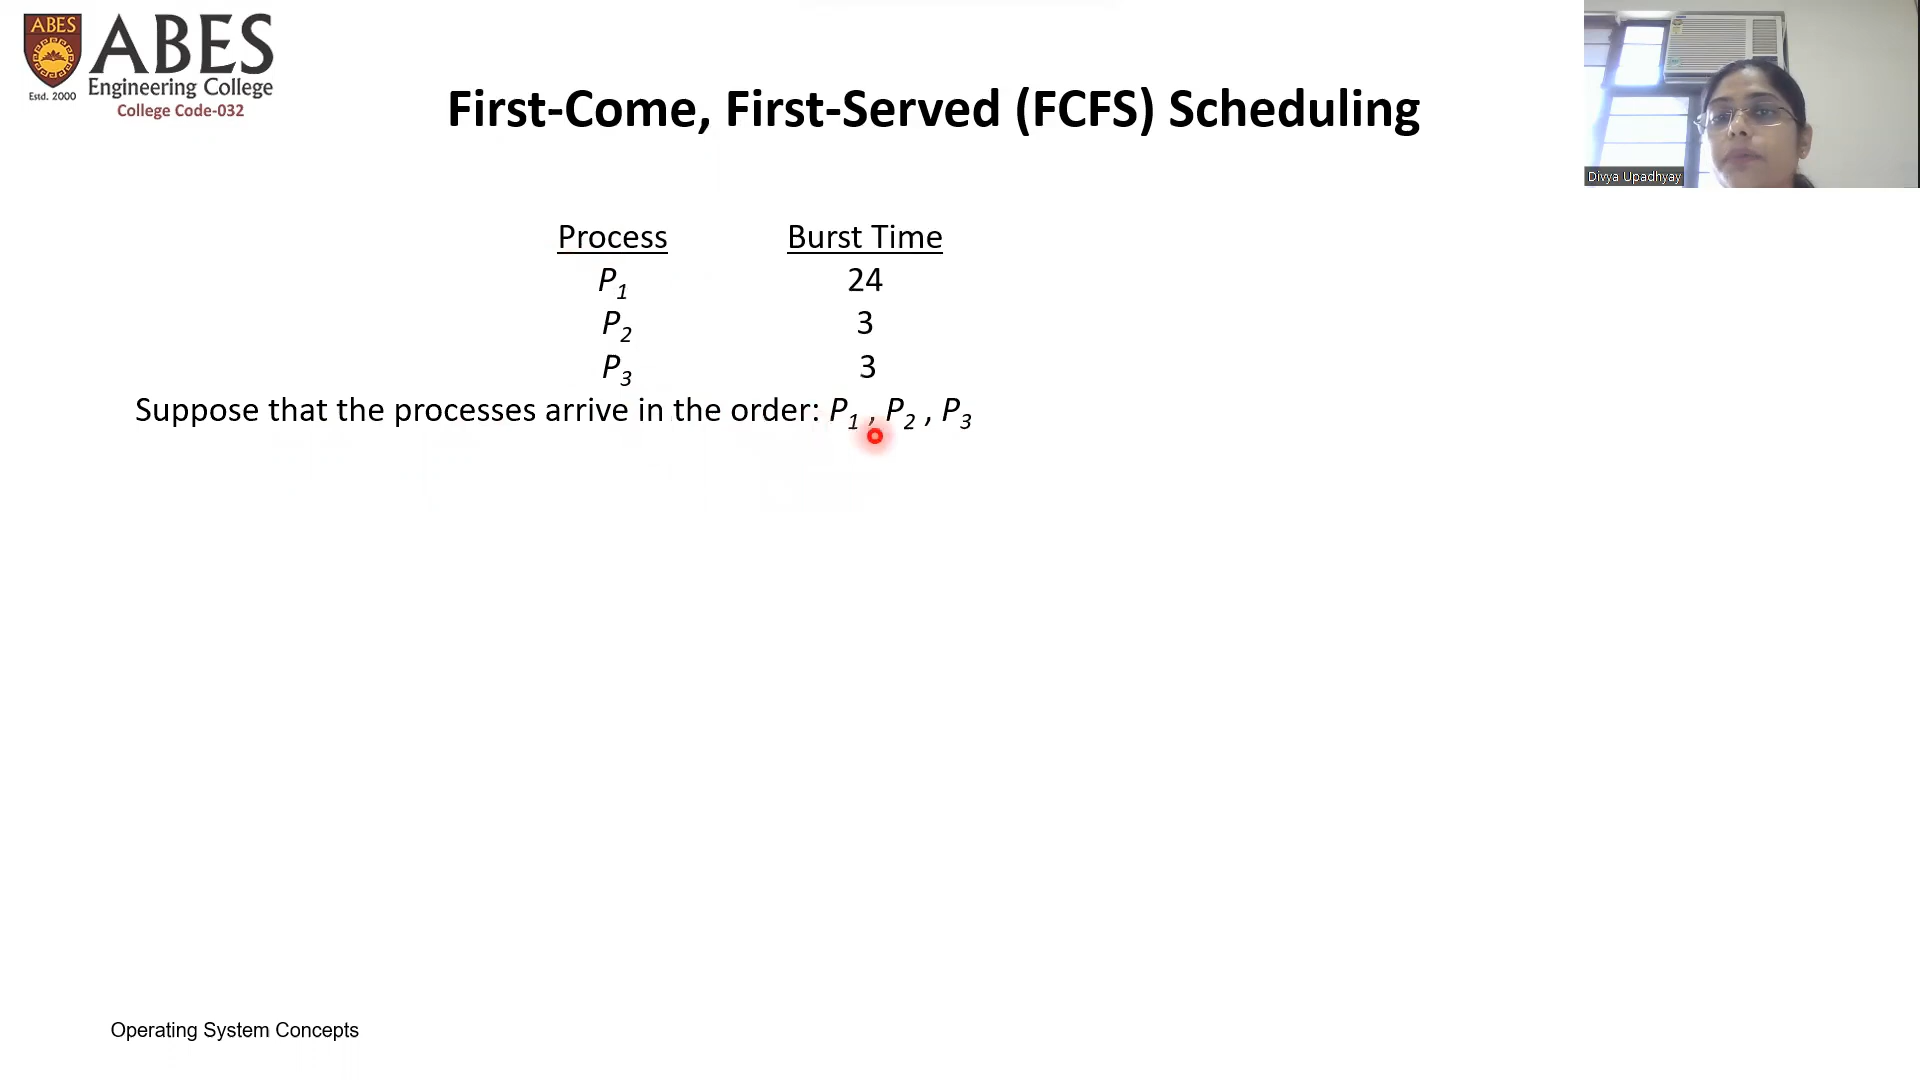 ABES
ABES
Engineering College
Estd. 2000
College Code-032
First-Come, First-Served (FCFS) Scheduling
Divya Upadhyay
Process Burst Time
P1 24
P2 3
P3 3
Suppose that the processes arrive in the order: P1 , P2 , P3
Operating System Concepts